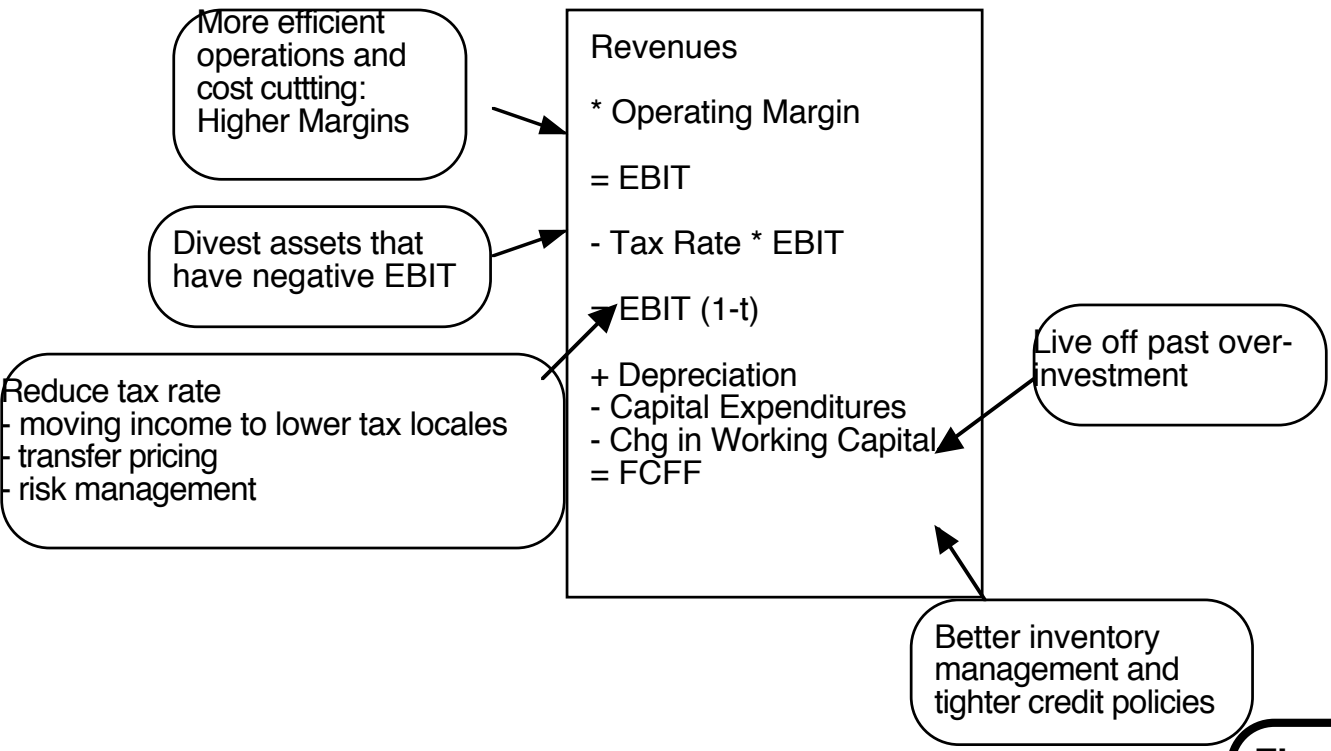 More efficient
operations and
cost cuttting:
Higher Margins
Divest assets that
have negative EBIT
Reduce tax rate
- moving income to lower tax locales
- transfer pricing
- risk management
Revenues
* Operating Margin
= EBIT
- Tax Rate * EBIT
= EBIT (1-t)
+ Depreciation
- Capital Expenditures
- Chg in Working Capital
= FCFF
Live off past over-
investment
Better inventory
management and
tighter credit policies